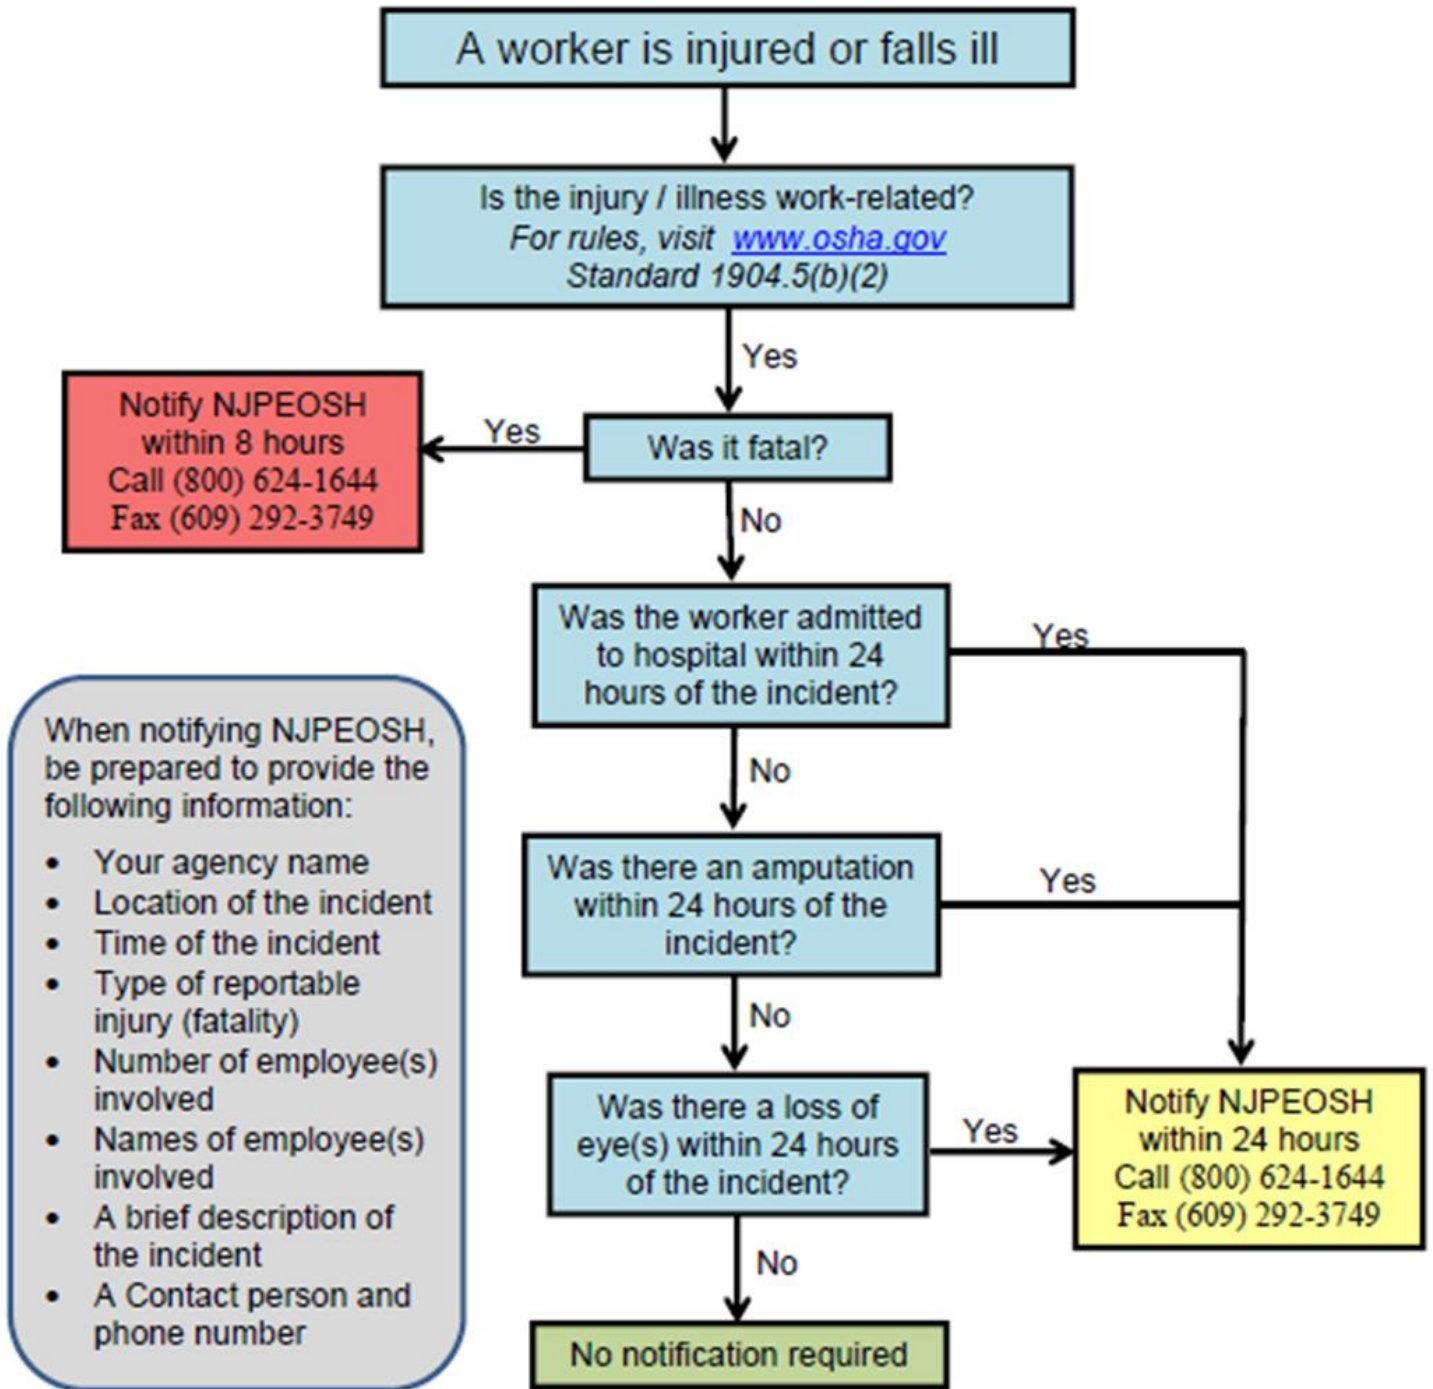 A worker is injured or falls ill
Is the injury / illness work-related?
For rules, visit www.osha.gov
Standard 1904.5(b)(2)
Yes
Notify NJPEOSH
within 8 hours
Call (800) 624-1644
Fax (609) 292-3749
Yes
Was it fatal?
No
Was the worker admitted
to hospital within 24
hours of the incident?
Yes
No
When notifying NJPEOSH,
be prepared to provide the
following information:
• Your agency name
• Location of the incident
• Time of the incident
• Type of reportable
injury (fatality)
• Number of employee(s)
involved
• Names of employee(s)
involved
• A brief description of
the incident
• A Contact person and
phone number
Was there an amputation
within 24 hours of the
incident?
Yes
No
Was there a loss of
eye(s) within 24 hours
of the incident?
Yes
Notify NJPEOSH
within 24 hours
Call (800) 624-1644
Fax (609) 292-3749
No
No notification required